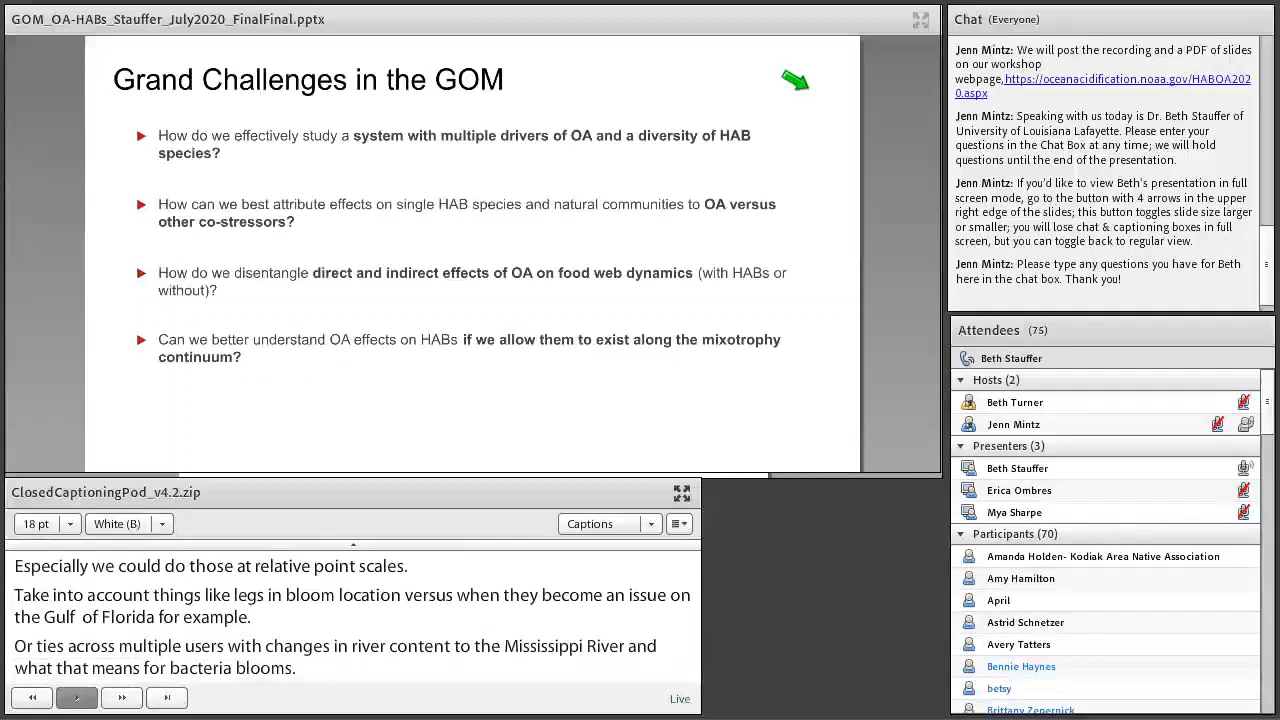 GOM_OA-HABs_Stauffer_July2020_FinalFinal.pptx
Grand Challenges in the GOM
How do we effectively study a system with multiple drivers of OA and a diversity of HAB
species?
How can we best attribute effects on single HAB species and natural communities to OA versus
other co-stressors?
How do we disentangle direct and indirect effects of OA on food web dynamics (with HABs or
without)?
Can we better understand OA effects on HABs if we allow them to exist along the mixotrophy
continuum?
ClosedCaptioningPod_v4.2.zip
18 pt
White (B)
Captions
Especially we could do those at relative point scales.
Take into account things like legs in bloom location versus when they become an issue on
the Gulf  of Florida for example.
Or ties across multiple users with changes in river content to the Mississippi River and
what that means for bacteria blooms.
Live
Chat (Everyone)
Jenn Mintz: We will post the recording and a PDF of slides
on our workshop
webpage,https://oceanacidification.noaa.gov/HABOA202
0.aspx
Jenn Mintz: Speaking with us today is Dr. Beth Stauffer of
University of Louisiana Lafayette. Please enter your
questions in the Chat Box at any time; we will hold
questions until the end of the presentation.
Jenn Mintz: If you'd like to view Beth's presentation in full
screen mode, go to the button with 4 arrows in the upper
right edge of the slides; this button toggles slide size larger
or smaller; you will lose chat & captioning boxes in full
screen, but you can toggle back to regular view.
Jenn Mintz: Please type any questions you have for Beth
here in the chat box. Thank you!
Attendees (75)
Beth Stauffer
Hosts (2)
Beth Turner
Jenn Mintz
Presenters (3)
Beth Stauffer
Erica Ombres
Mya Sharpe
Participants (70)
Amanda Holden- Kodiak Area Native Association
Amy Hamilton
April
Astrid Schnetzer
Avery Tatters
Bennie Haynes
betsy
Brittany Zepernick